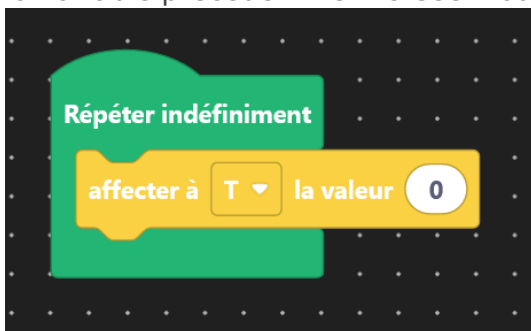 Répéter indéfiniment
affecter à T la valeur 0